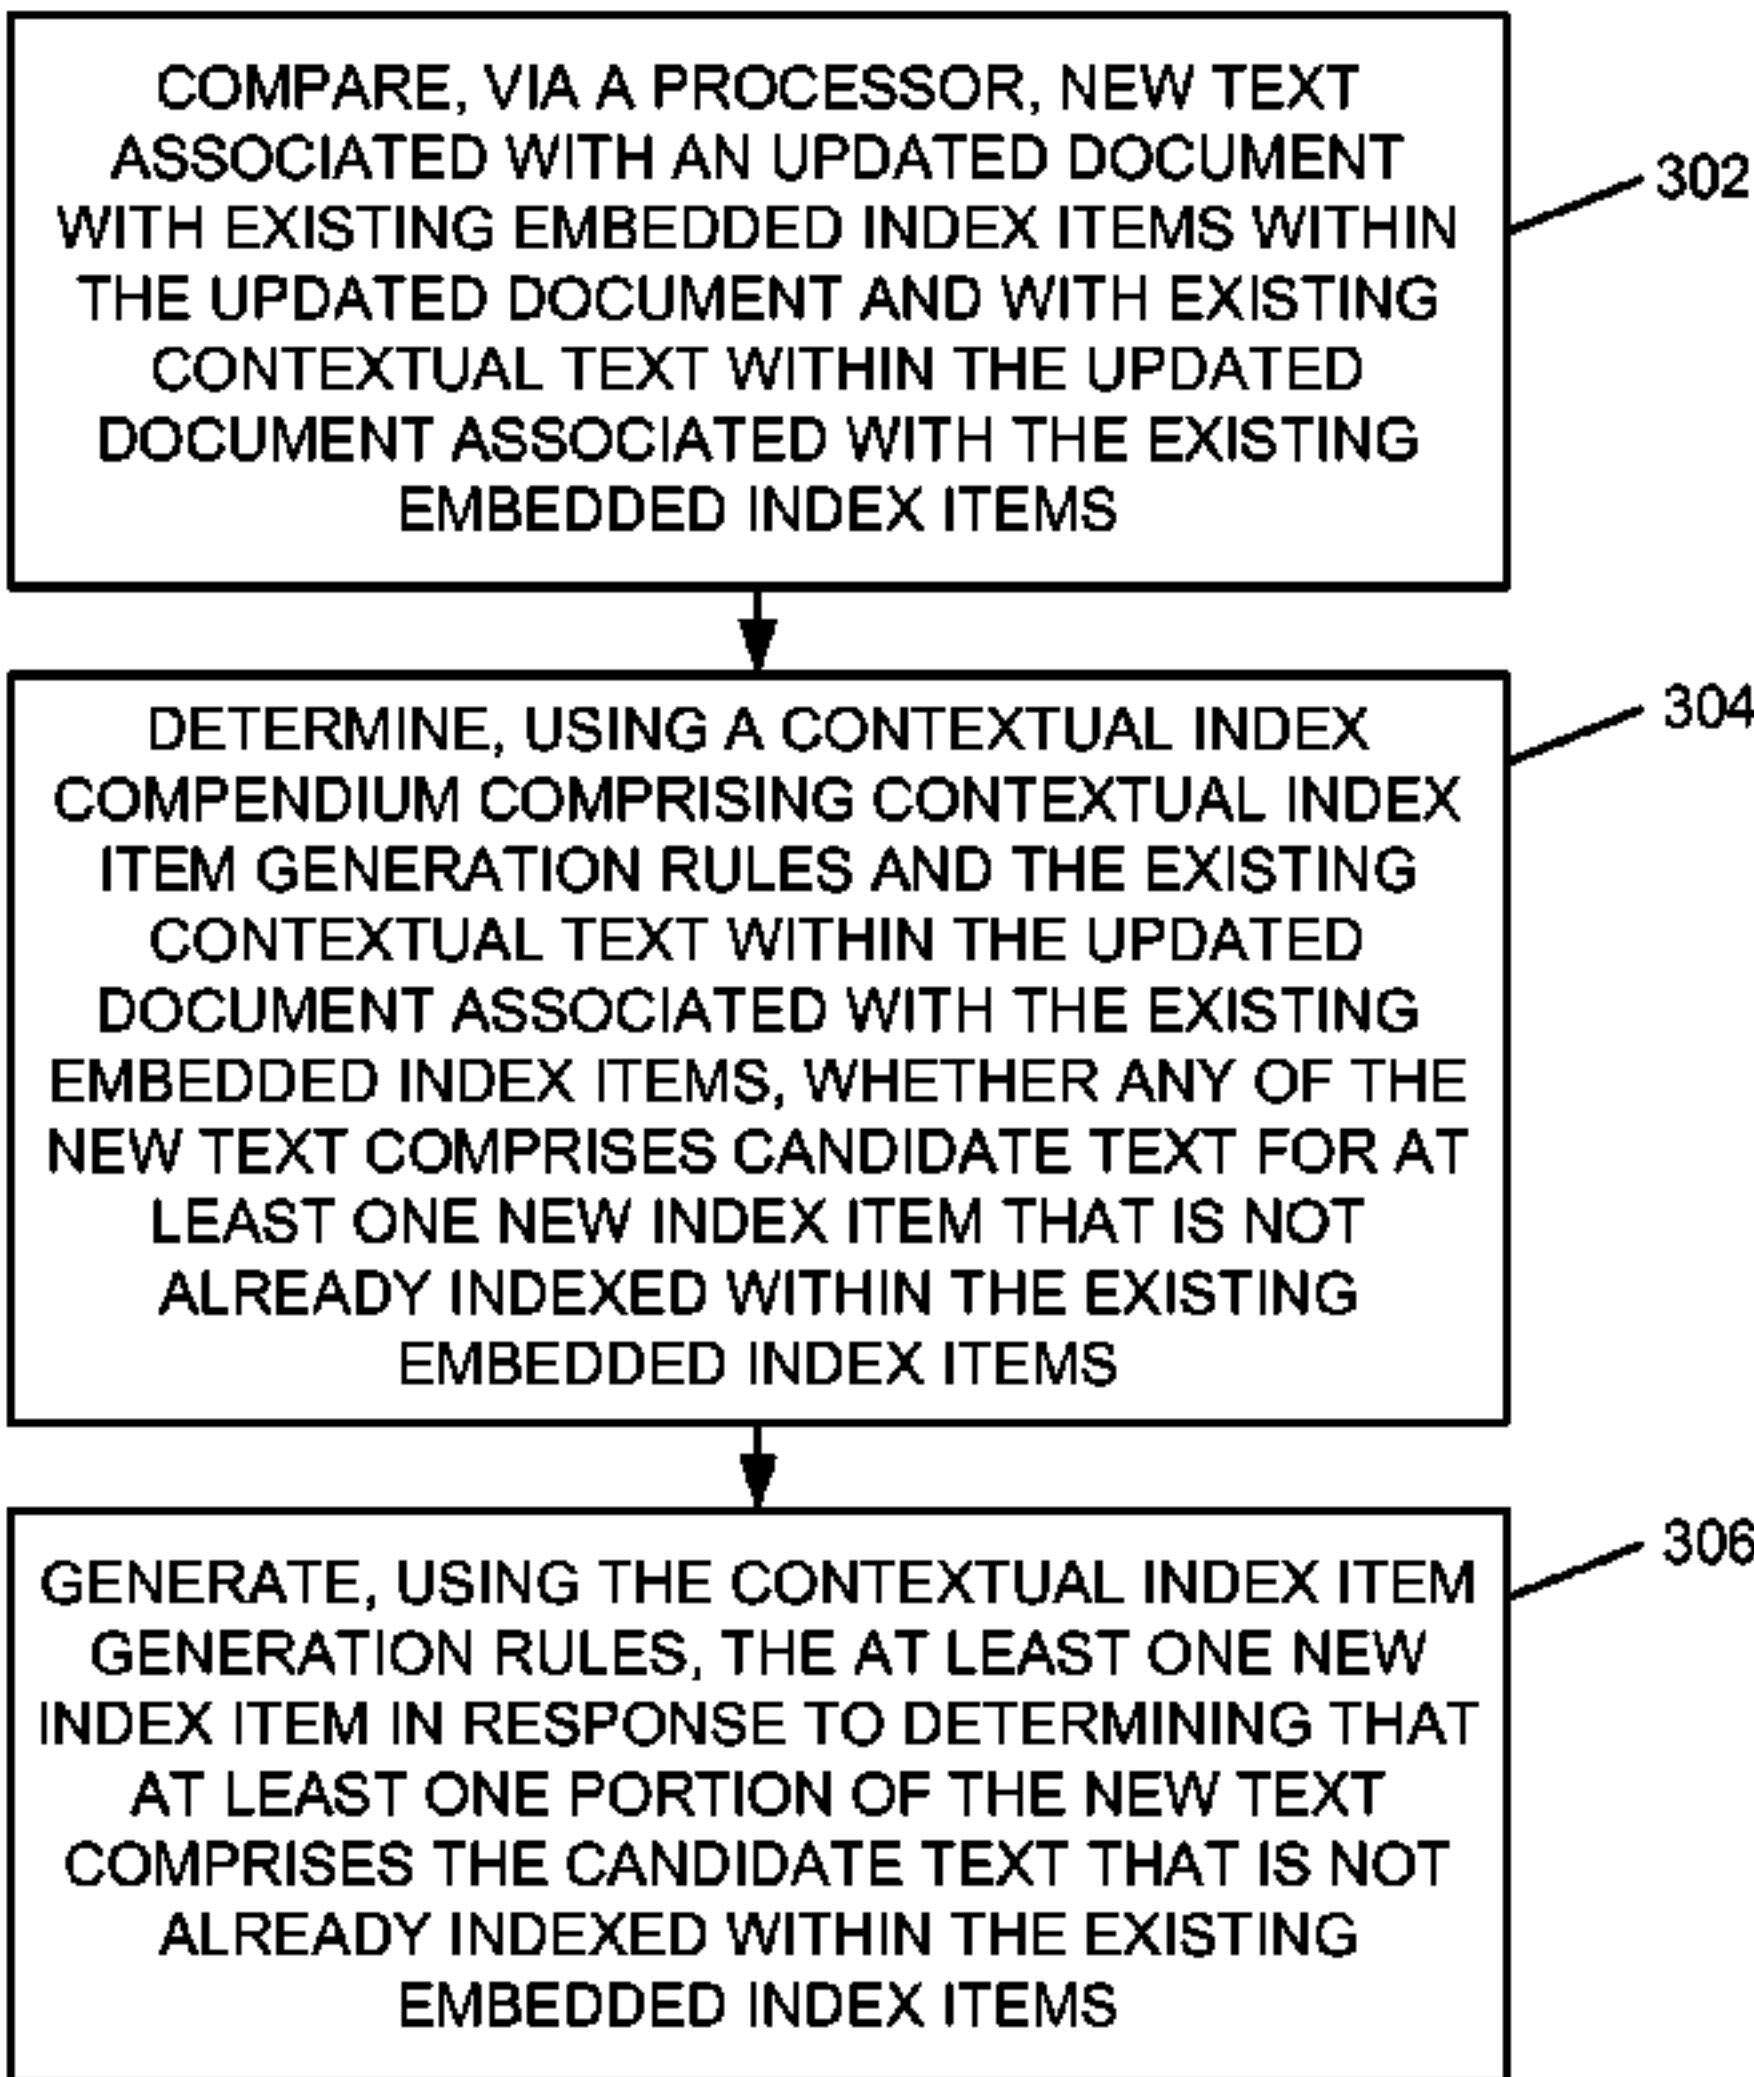 COMPARE, VIA A PROCESSOR, NEW TEXT
ASSOCIATED WITH AN UPDATED DOCUMENT
WITH EXISTING EMBEDDED INDEX ITEMS WITHIN
THE UPDATED DOCUMENT AND WITH EXISTING
CONTEXTUAL TEXT WITHIN THE UPDATED
DOCUMENT ASSOCIATED WITH THE EXISTING
EMBEDDED INDEX ITEMS
302
DETERMINE, USING A CONTEXTUAL INDEX
COMPENDIUM COMPRISING CONTEXTUAL INDEX
ITEM GENERATION RULES AND THE EXISTING
CONTEXTUAL TEXT WITHIN THE UPDATED
DOCUMENT ASSOCIATED WITH THE EXISTING
EMBEDDED INDEX ITEMS, WHETHER ANY OF THE
NEW TEXT COMPRISES CANDIDATE TEXT FOR AT
LEAST ONE NEW INDEX ITEM THAT IS NOT
ALREADY INDEXED WITHIN THE EXISTING
EMBEDDED INDEX ITEMS
304
GENERATE, USING THE CONTEXTUAL INDEX ITEM
GENERATION RULES, THE AT LEAST ONE NEW
INDEX ITEM IN RESPONSE TO DETERMINING THAT
AT LEAST ONE PORTION OF THE NEW TEXT
COMPRISES THE CANDIDATE TEXT THAT IS NOT
ALREADY INDEXED WITHIN THE EXISTING
EMBEDDED INDEX ITEMS
306